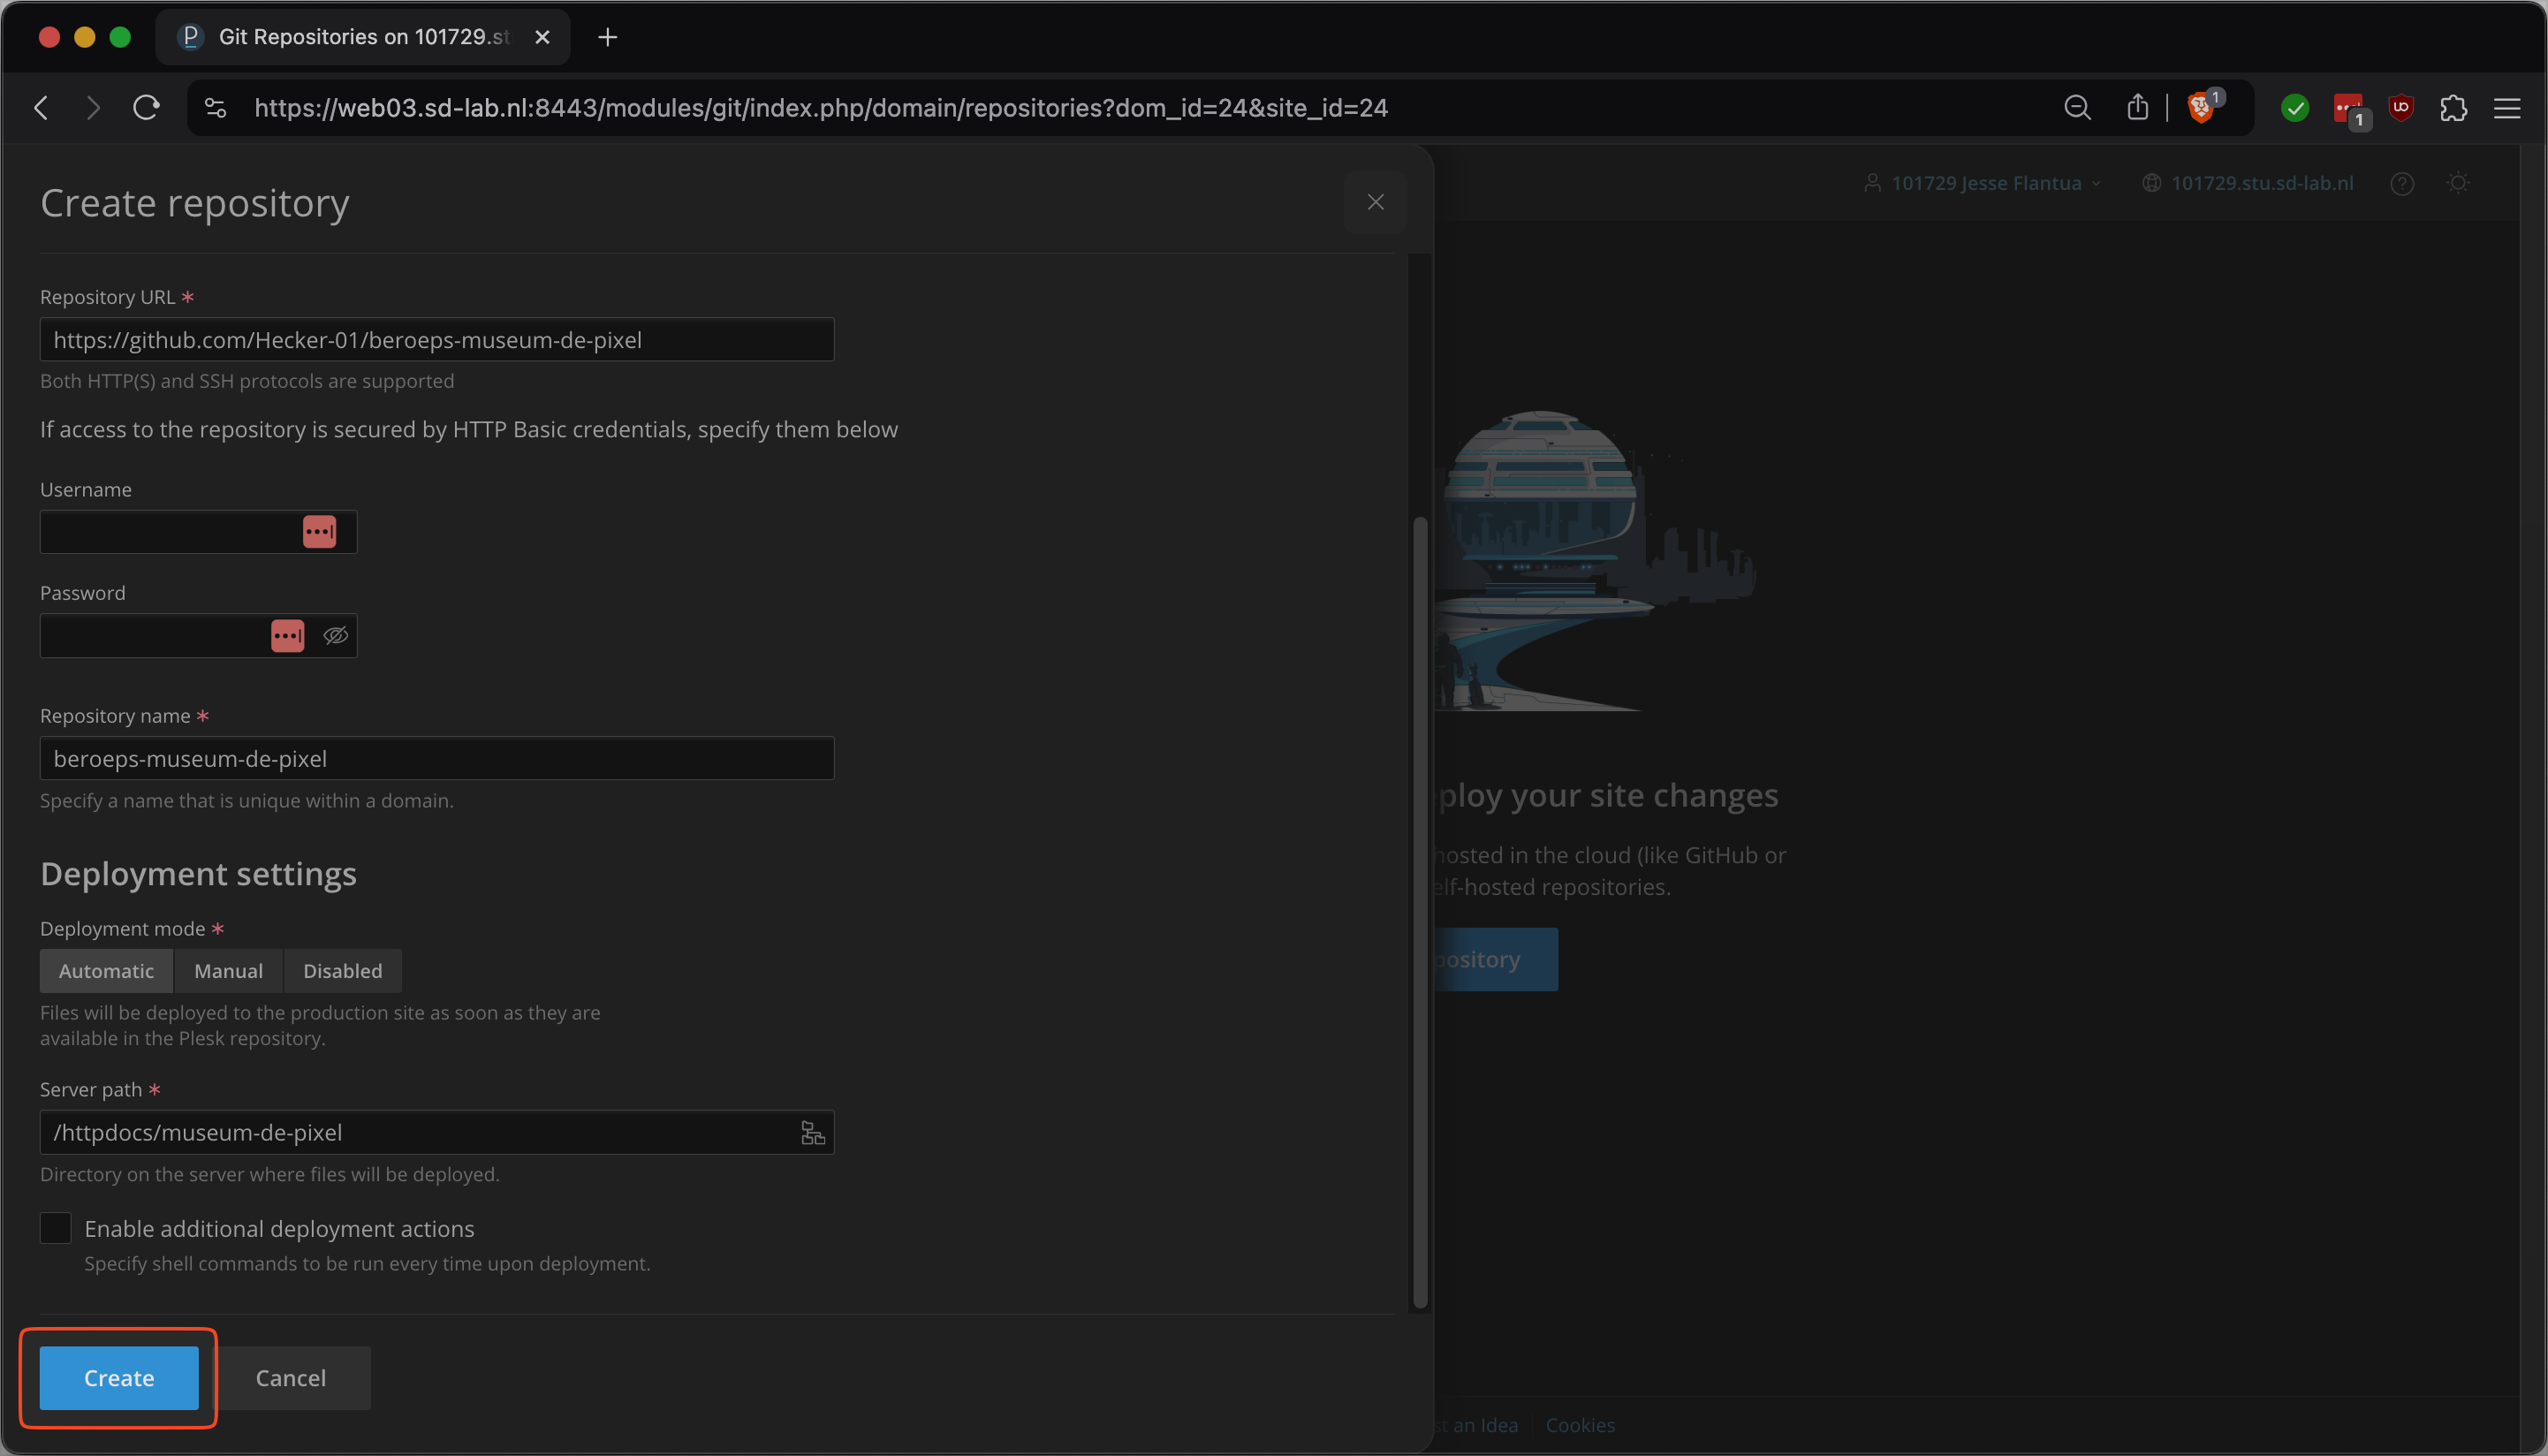 Git Repositories on 101729.st
https://web03.sd-lab.nl:8443/modules/git/index.php/domain/repositories?dom_id=24&site_id=24
1
1
UO
Create repository
101729 Jesse Flantua
101729.stu.sd-lab.nl
Repository URL *
https://github.com/Hecker-01/beroeps-museum-de-pixel
Both HTTP(S) and SSH protocols are supported
If access to the repository is secured by HTTP Basic credentials, specify them below
Username
Password
Repository name *
beroeps-museum-de-pixel
Specify a name that is unique within a domain.
Deployment settings
Deployment mode *
Automatic Manual Disabled
Files will be deployed to the production site as soon as they are
available in the Plesk repository.
Server path *
/httpdocs/museum-de-pixel
Directory on the server where files will be deployed.
Enable additional deployment actions
Specify shell commands to be run every time upon deployment.
Create Cancel
ploy your site changes
hosted in the cloud (like GitHub or
elf-hosted repositories.
pository
st an Idea Cookies